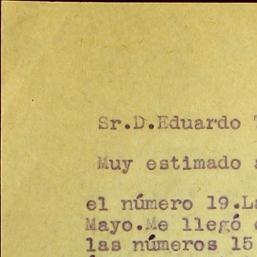 Sr.D.Eduardo
Muy estimado
el número 19.La
Mayo.Me llegó
las números 15